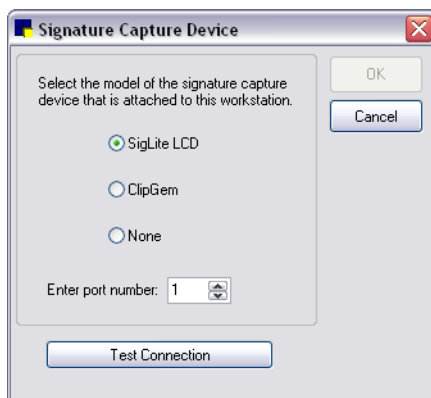 Signature Capture Device
Select the model of the signature capture
device that is attached to this workstation.
OK
Cancel
SigLite LCD
ClipGem
None
Enter port number: 1
Test Connection